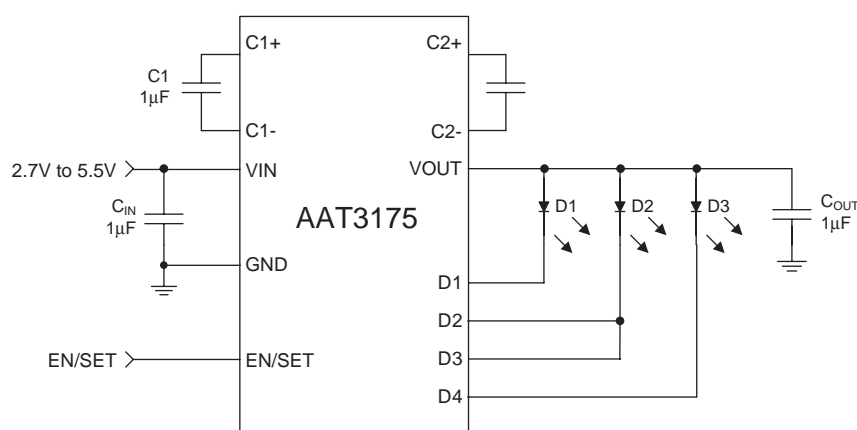 C1+
C2+
C1
1µF
C1-
C2-
2.7V to 5.5V
VIN
VOUT
CIN
1µF
AAT3175
D1
D2
D3
COUT
1µF
GND
D1
D2
EN/SET
EN/SET
D3
D4